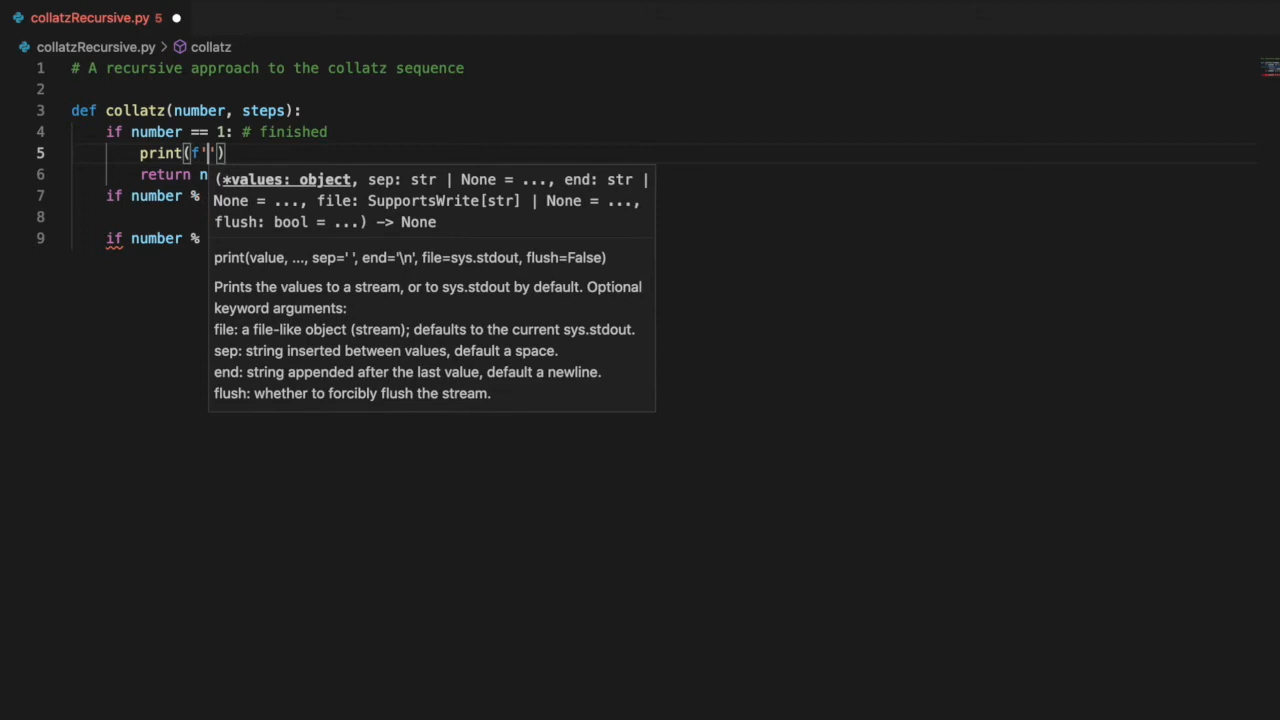 collatzRecursive.py 5
collatzRecursive.py > collatz
1 # A recursive approach to the collatz sequence
2
3 def collatz(number, steps):
4 if number == 1: # finished
5 print(f'')
6 return n
7 if number %
8
9 if number %
(*values: object, sep: str | None = ..., end: str |
None = ..., file: SupportsWrite[str] | None = ...,
flush: bool = ...) -> None
print(value, ..., sep=' ', end='\n', file=sys.stdout, flush=False)
Prints the values to a stream, or to sys.stdout by default. Optional
keyword arguments:
file: a file-like object (stream); defaults to the current sys.stdout.
sep: string inserted between values, default a space.
end: string appended after the last value, default a newline.
flush: whether to forcibly flush the stream.